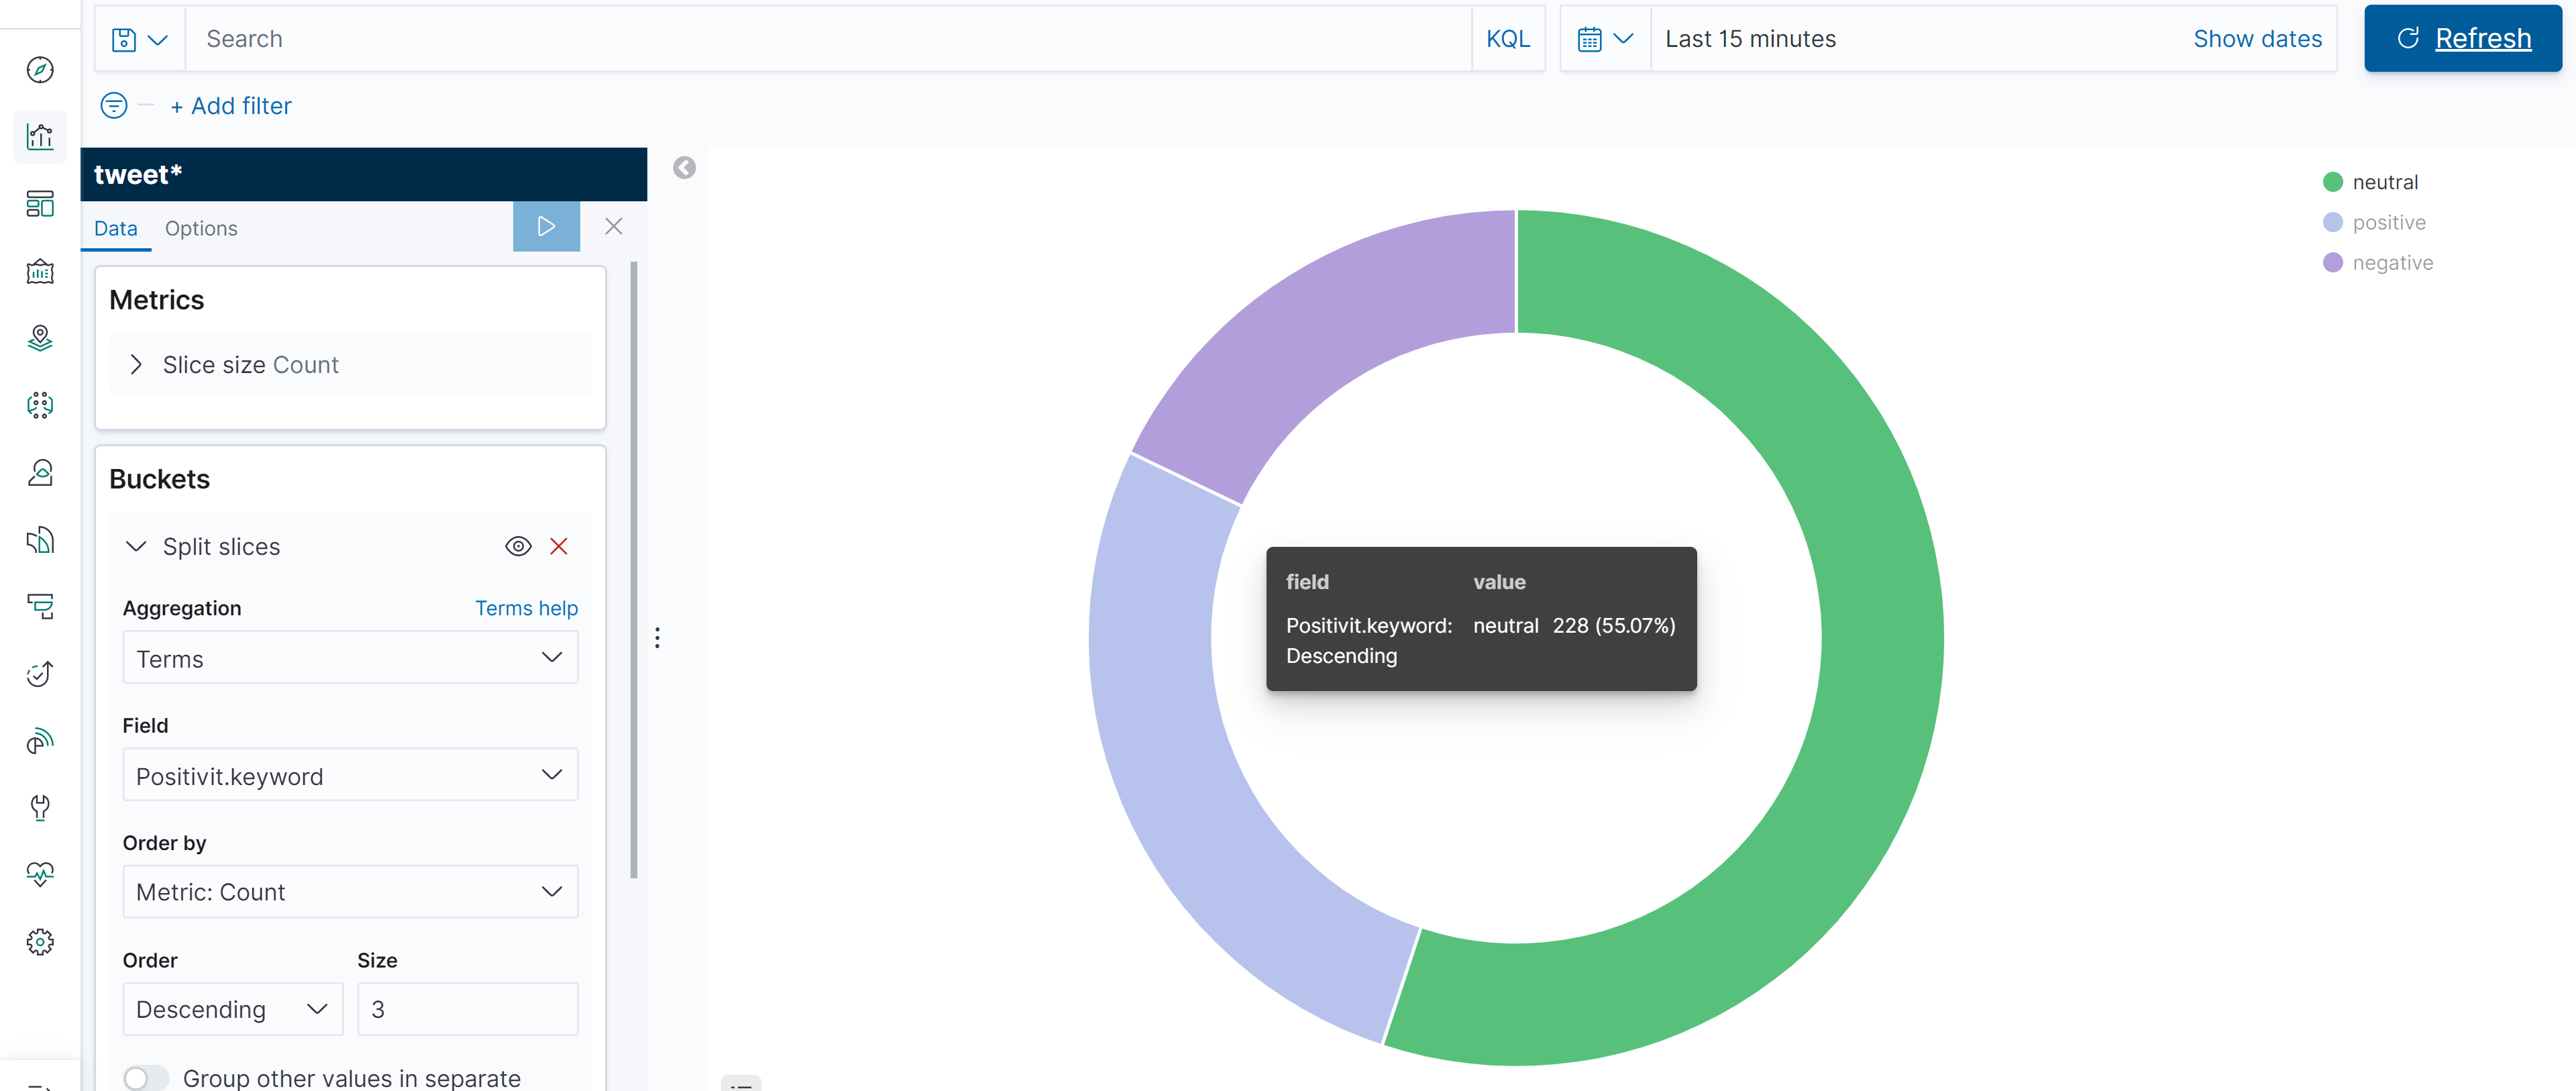 Search
KQL
Last 15 minutes
Show dates
Refresh
+ Add filter
tweet*
Data
Options
Metrics
Slice size Count
Buckets
Split slices
Aggregation
Terms help
Terms
Field
Positivit.keyword
Order by
Metric: Count
Order
Size
Descending
3
Group other values in separate
neutral
positive
negative
field value
Positivit.keyword: neutral 228 (55.07%)
Descending